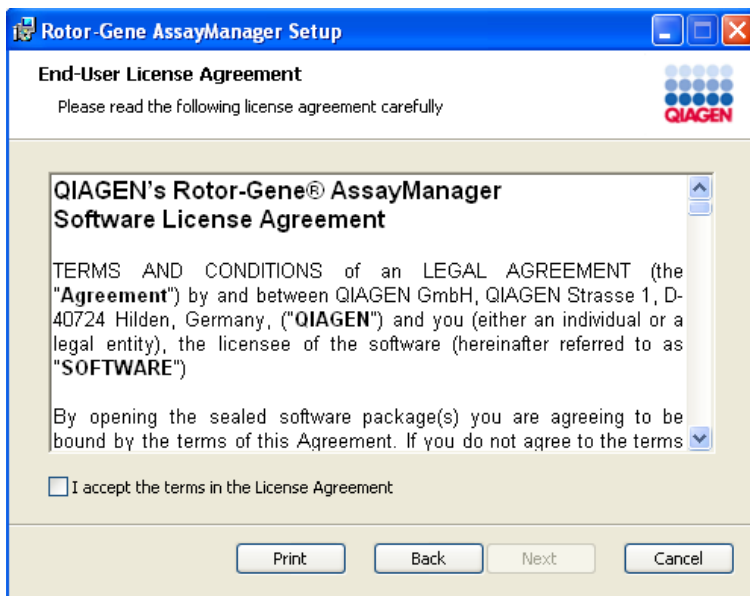 Rotor-Gene AssayManager Setup
End-User License Agreement
Please read the following license agreement carefully
QIAGEN
QIAGEN's Rotor-Gene® AssayManager
Software License Agreement
TERMS AND CONDITIONS of an LEGAL AGREEMENT (the
"Agreement") by and between QIAGEN GmbH, QIAGEN Strasse 1, D-
40724 Hilden, Germany, ("QIAGEN") and you (either an individual or a
legal entity), the licensee of the software (hereinafter referred to as
"SOFTWARE")
By opening the sealed software package(s) you are agreeing to be
bound by the terms of this Agreement. If you do not agree to the terms
I accept the terms in the License Agreement
Print Back Next Cancel